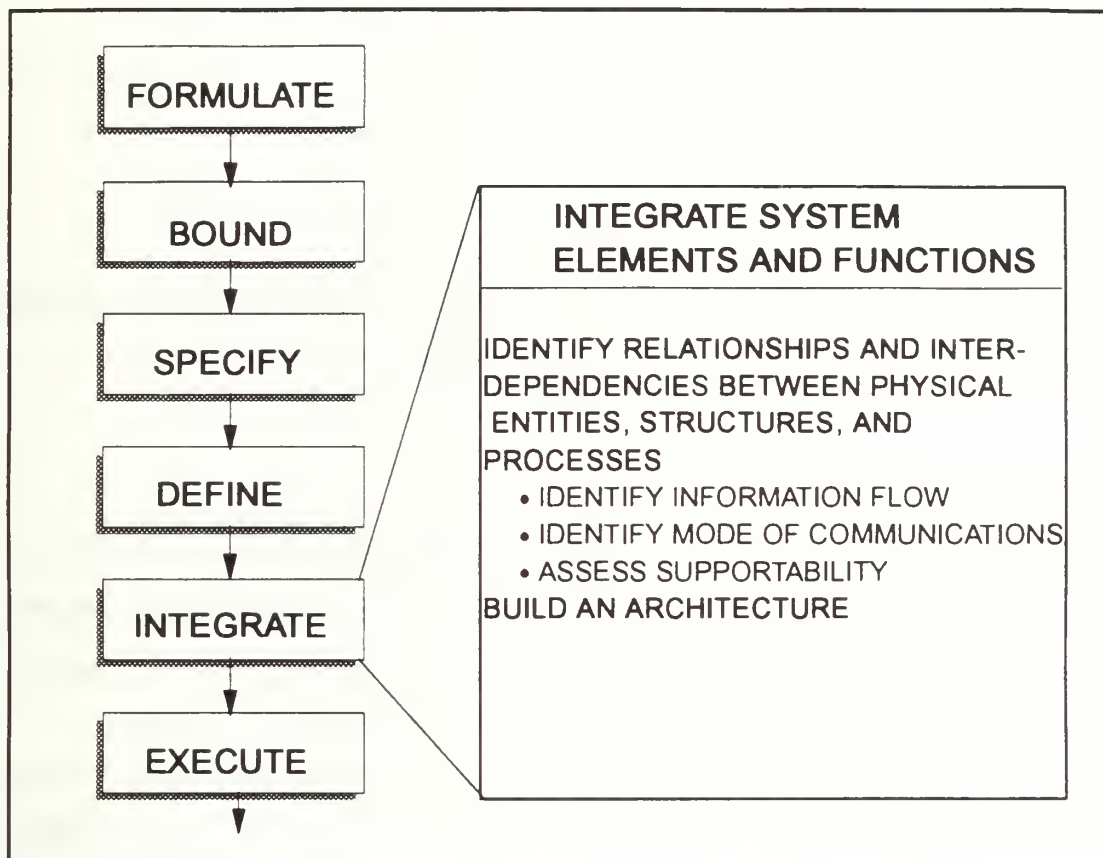 FORMULATE
BOUND
SPECIFY
DEFINE
INTEGRATE
EXECUTE
INTEGRATE SYSTEM
ELEMENTS AND FUNCTIONS
IDENTIFY RELATIONSHIPS AND INTER-
DEPENDENCIES BETWEEN PHYSICAL
ENTITIES, STRUCTURES, AND
PROCESSES
• IDENTIFY INFORMATION FLOW
• IDENTIFY MODE OF COMMUNICATIONS
• ASSESS SUPPORTABILITY
BUILD AN ARCHITECTURE